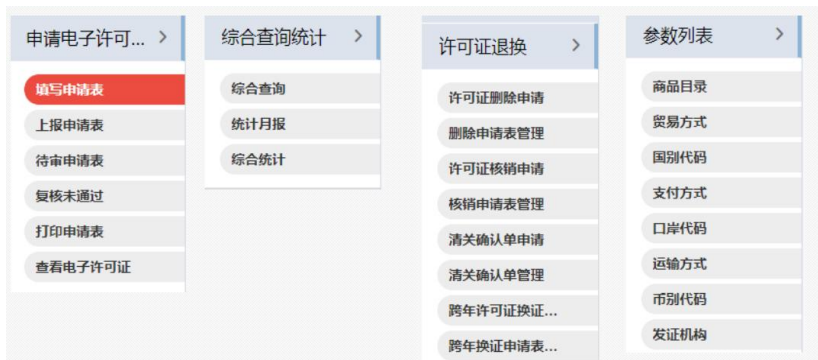 申请电子许可...
填写申请表
上报申请表
待审申请表
复核未通过
打印申请表
查看电子许可证
综合查询统计
综合查询
统计月报
综合统计
许可证退换
许可证删除申请
删除申请表管理
许可证核销申请
核销申请表管理
清关确认单申请
清关确认单管理
跨年许可证换证...
跨年换证申请表...
参数列表
商品目录
贸易方式
国别代码
支付方式
口岸代码
运输方式
币别代码
发证机构